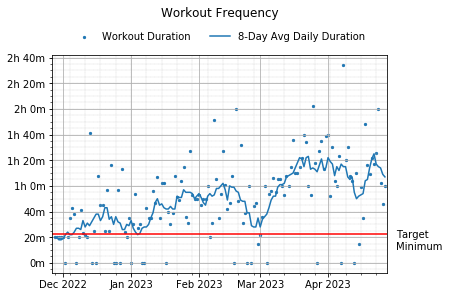 Workout Frequency
Workout Duration
8-Day Avg Daily Duration
2h 40m
2h 20m
2h 0m
1h 40m
1h 20m
1h 0m
40m
20m
0m
Target
Minimum
Dec 2022
Jan 2023
Feb 2023
Mar 2023
Apr 2023